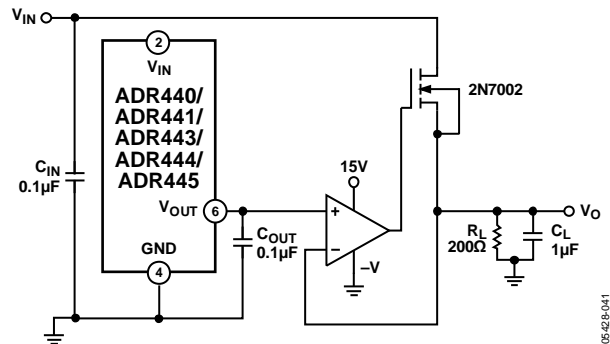 VIN
2
VIN
ADR440/
ADR441/
ADR443/
ADR444/
ADR445
2N7002
CIN
0.1µF
15V
VOUT
6
+
–
COUT
0.1µF
–V
GND
4
VO
RL
200Ω
CL
1µF
05428-041